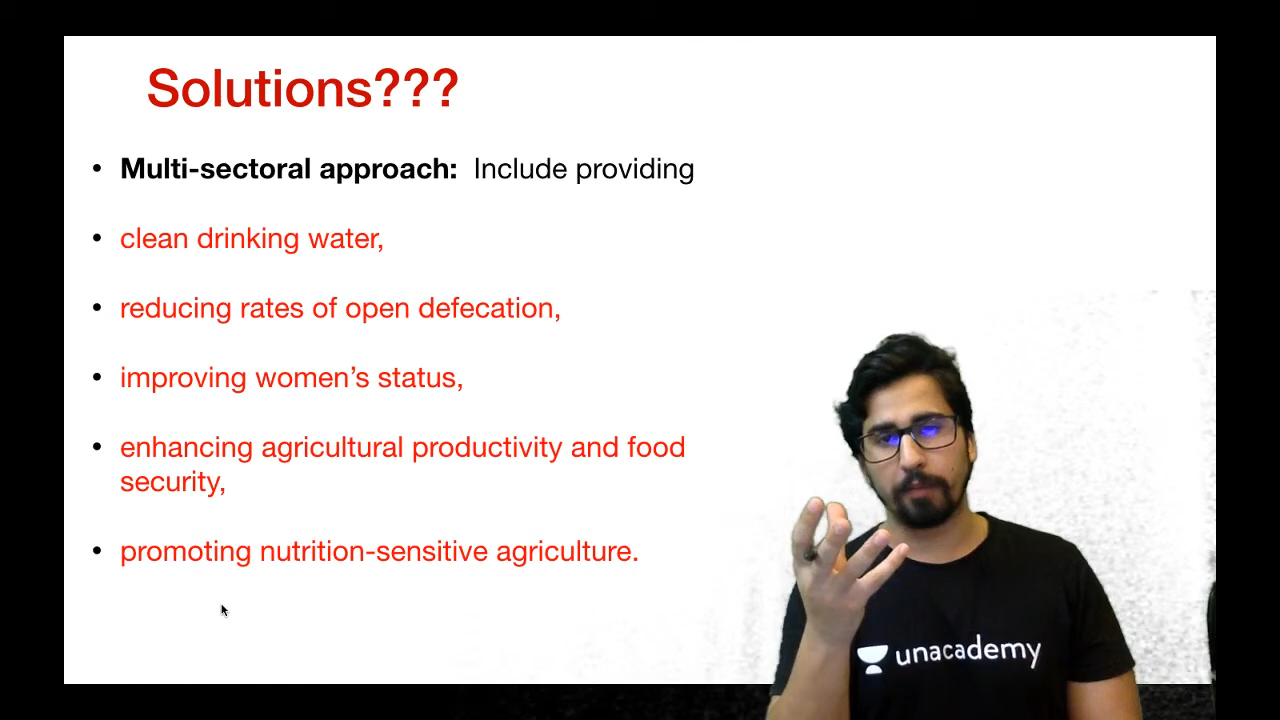 Solutions???
• Multi-sectoral approach: Include providing
• clean drinking water,
• reducing rates of open defecation,
• improving women’s status,
• enhancing agricultural productivity and food
security,
• promoting nutrition-sensitive agriculture.
unacademy